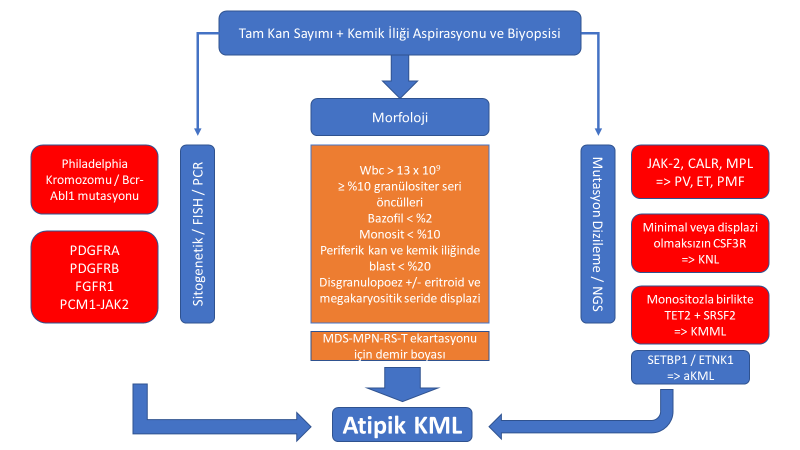 Tam Kan Sayımı + Kemik İliği Aspirasyonu ve Biyopsisi
Morfoloji
Philadelphia
Kromozomu / Bcr-
Abl1 mutasyonu
PDGFRA
PDGFRB
FGFR1
PCM1-JAK2
Sitogenetik / FISH / PCR
Wbc > 13 x 10⁹
≥ %10 granülositer seri
öncülleri
Bazofil < %2
Monosit < %10
Periferik kan ve kemik iliğinde
blast < %20
Disgranulopoez +/- eritroid ve
megakaryositik seride displazi
MDS-MPN-RS-T ekartasyonu
için demir boyası
Mutasyon Dizileme / NGS
JAK-2, CALR, MPL
=> PV, ET, PMF
Minimal veya displazi
olmaksızın CSF3R
=> KNL
Monositozla birlikte
TET2 + SRSF2
=> KMML
SETBP1 / ETNK1
=> aKML
Atipik KML